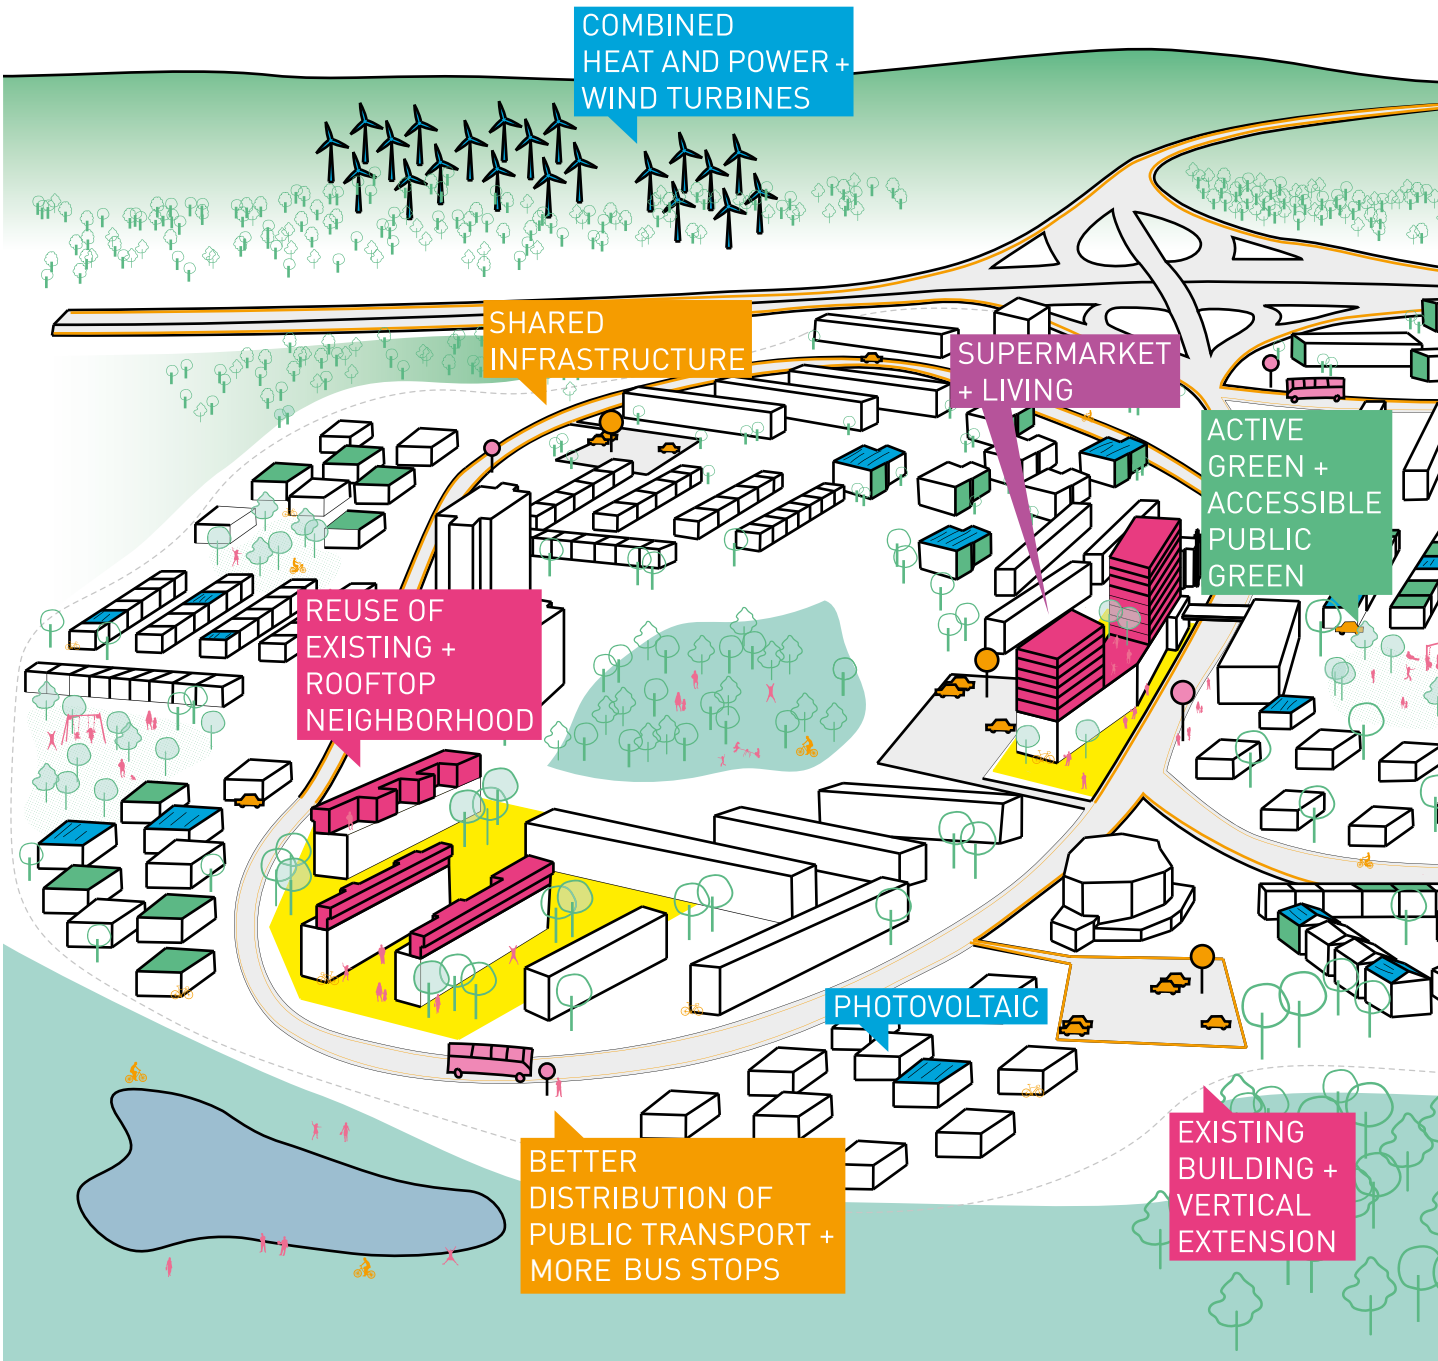 COMBINED
HEAT AND POWER +
WIND TURBINES
SHARED
INFRASTRUCTURE
SUPERMARKET
+ LIVING
ACTIVE
GREEN +
ACCESSIBLE
PUBLIC
GREEN
REUSE OF
EXISTING +
ROOFTOP
NEIGHBORHOOD
PHOTOVOLTAIC
BETTER
DISTRIBUTION OF
PUBLIC TRANSPORT +
MORE BUS STOPS
EXISTING
BUILDING +
VERTICAL
EXTENSION